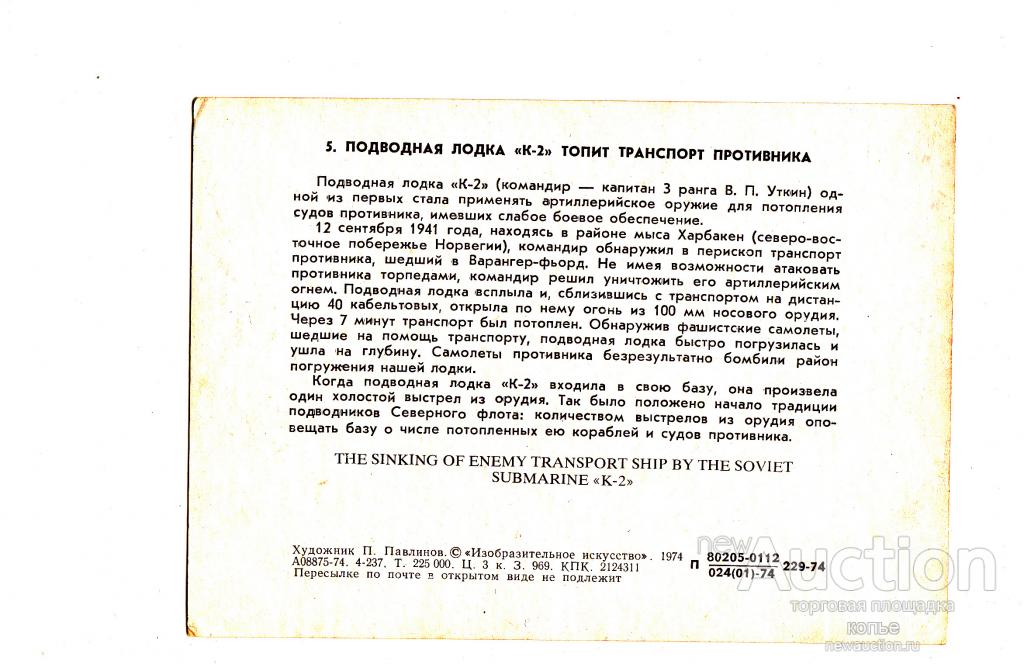 5. ПОДВОДНАЯ ЛОДКА «К-2» ТОПИТ ТРАНСПОРТ ПРОТИВНИКА
Подводная лодка «К-2» (командир — капитан 3 ранга В. П. Уткин) од-
ной из первых стала применять артиллерийское оружие для потопления
судов противника, имевших слабое боевое обеспечение.
12 сентября 1941 года, находясь в районе мыса Харбакен (северо-вос-
точное побережье Норвегии), командир обнаружил в перископ транспорт
противника, шедший в Варангер-фьорд. Не имея возможности атаковать
противника торпедами, командир решил уничтожить его артиллерийским
огнем. Подводная лодка всплыла и, сблизившись с транспортом на дистан-
цию 40 кабельтовых, открыла по нему огонь из 100 мм носового орудия.
Через 7 минут транспорт был потоплен. Обнаружив фашистские самолеты,
шедшие на помощь транспорту, подводная лодка быстро погрузилась и
ушла на глубину. Самолеты противника безрезультатно бомбили район
погружения нашей лодки.
Когда подводная лодка «К-2» входила в свою базу, она произвела
один холостой выстрел из орудия. Так было положено начало традиции
подводников Северного флота: количеством выстрелов из орудия опо-
вещать базу о числе потопленных ею кораблей и судов противника.
THE SINKING OF ENEMY TRANSPORT SHIP BY THE SOVIET
SUBMARINE «K-2»
Художник П. Павлинов. © «Изобразительное искусство». 1974
А08875-74. 4-237. Т. 225 000. Ц. 3 к. З. 969. КПК. 2124311
Пересылке по почте в открытом виде не подлежит
П 80205-0112 229-74
024(01)-74
newAuction
торговая площадка
копье
newauction.ru